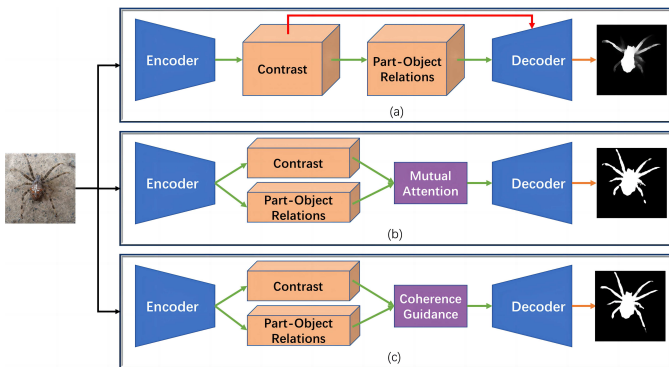 Encoder
Contrast
Part-Object
Relations
Decoder
(a)
Encoder
Contrast
Part-Object
Relations
Mutual
Attention
Decoder
(b)
Encoder
Contrast
Part-Object
Relations
Coherence
Guidance
Decoder
(c)